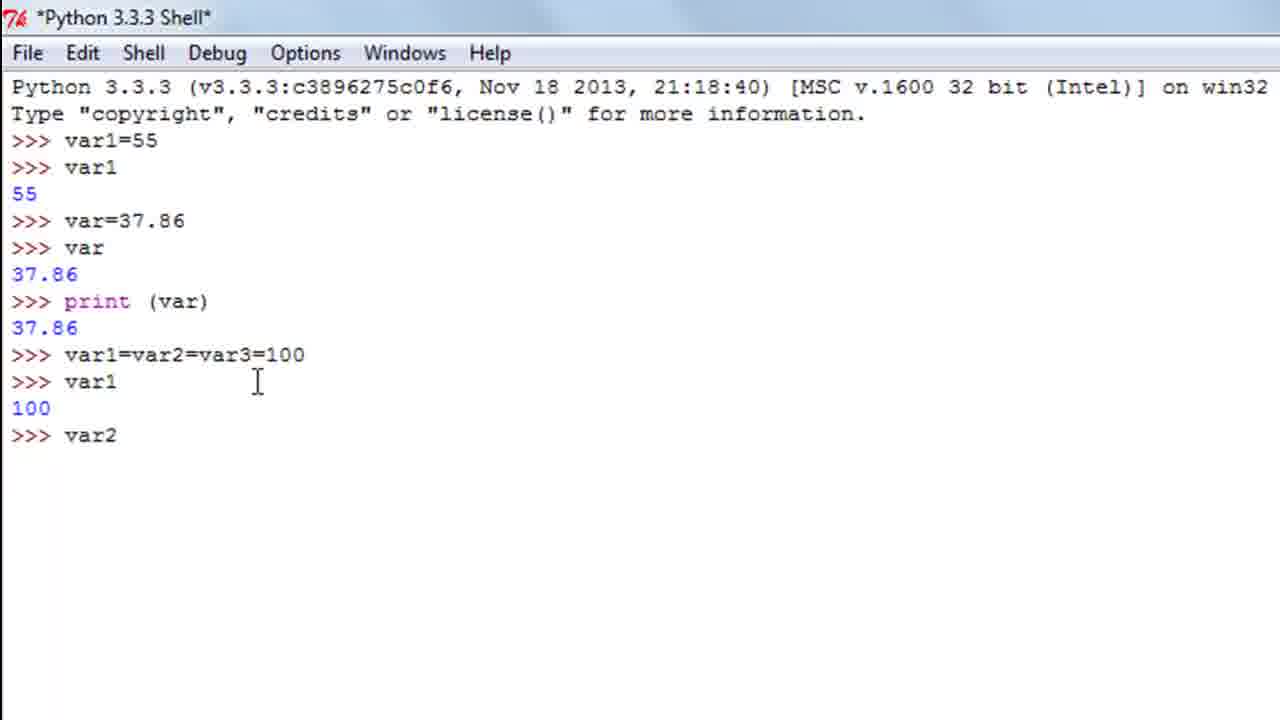 *Python 3.3.3 Shell*
File Edit Shell Debug Options Windows Help
Python 3.3.3 (v3.3.3:c3896275c0f6, Nov 18 2013, 21:18:40) [MSC v.1600 32 bit (Intel)] on win32
Type "copyright", "credits" or "license()" for more information.
>>> var1=55
>>> var1
55
>>> var=37.86
>>> var
37.86
>>> print (var)
37.86
>>> var1=var2=var3=100
>>> var1
100
>>> var2